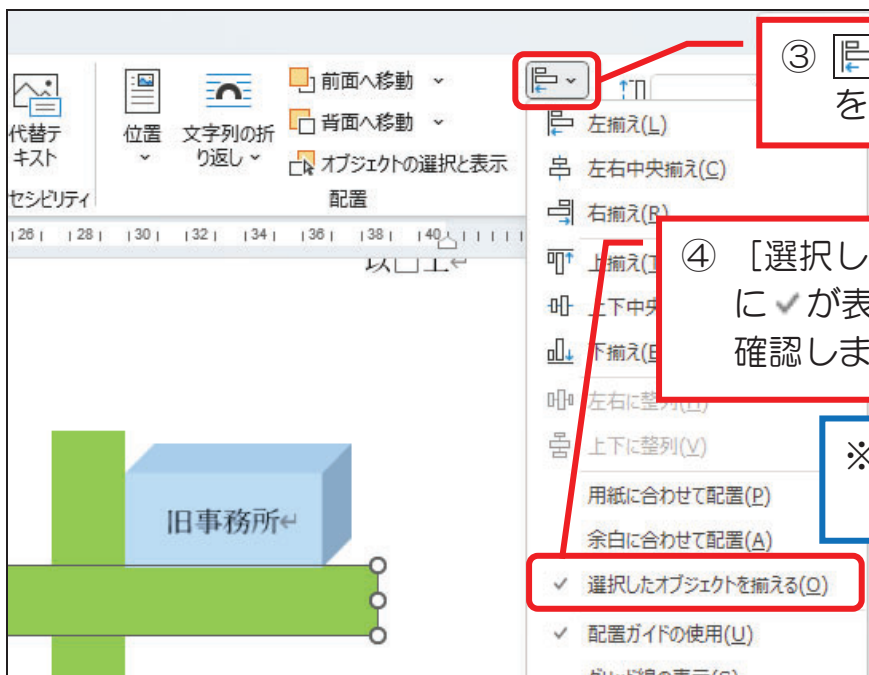 代替テ
キスト
セシビリティ
位置
文字列の折
り返し
前面へ移動
背面へ移動
オブジェクトの選択と表示
配置
③
を
左揃え(L)
左右中央揃え(C)
右揃え(R)
上揃え(T
上下中央
下揃え(B
左右に整列(H)
上下に整列(V)
用紙に合わせて配置(P)
余白に合わせて配置(A)
選択したオブジェクトを揃える(O)
配置ガイドの使用(U)
④ [選択し
に✓が表
確認しま
※
|26| |28| |30| |32| |34| |36| |38| |40
旧事務所↵